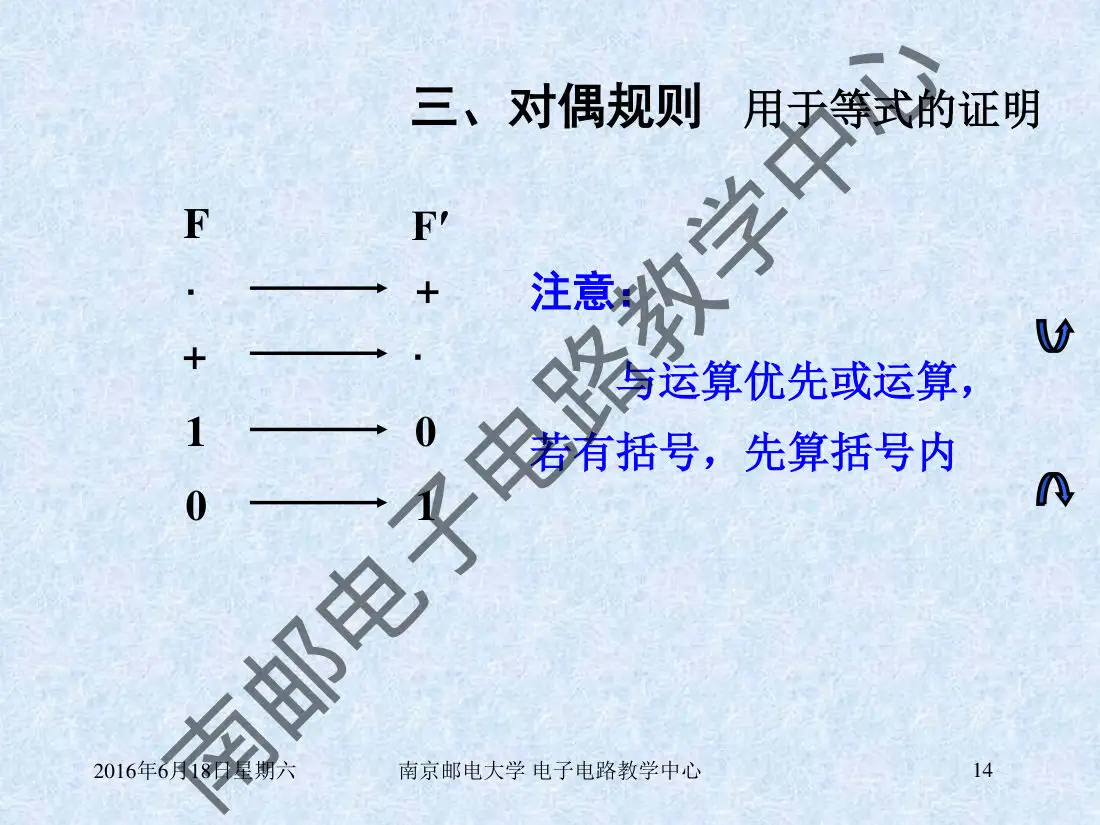 三、对偶规则 用于等式的证明
F F′
· +
+ ·
1 0
0 1
注意：
与运算优先或运算，
若有括号，先算括号内
南邮电子电路教学中心
2016年6月18日星期六 南京邮电大学 电子电路教学中心 14